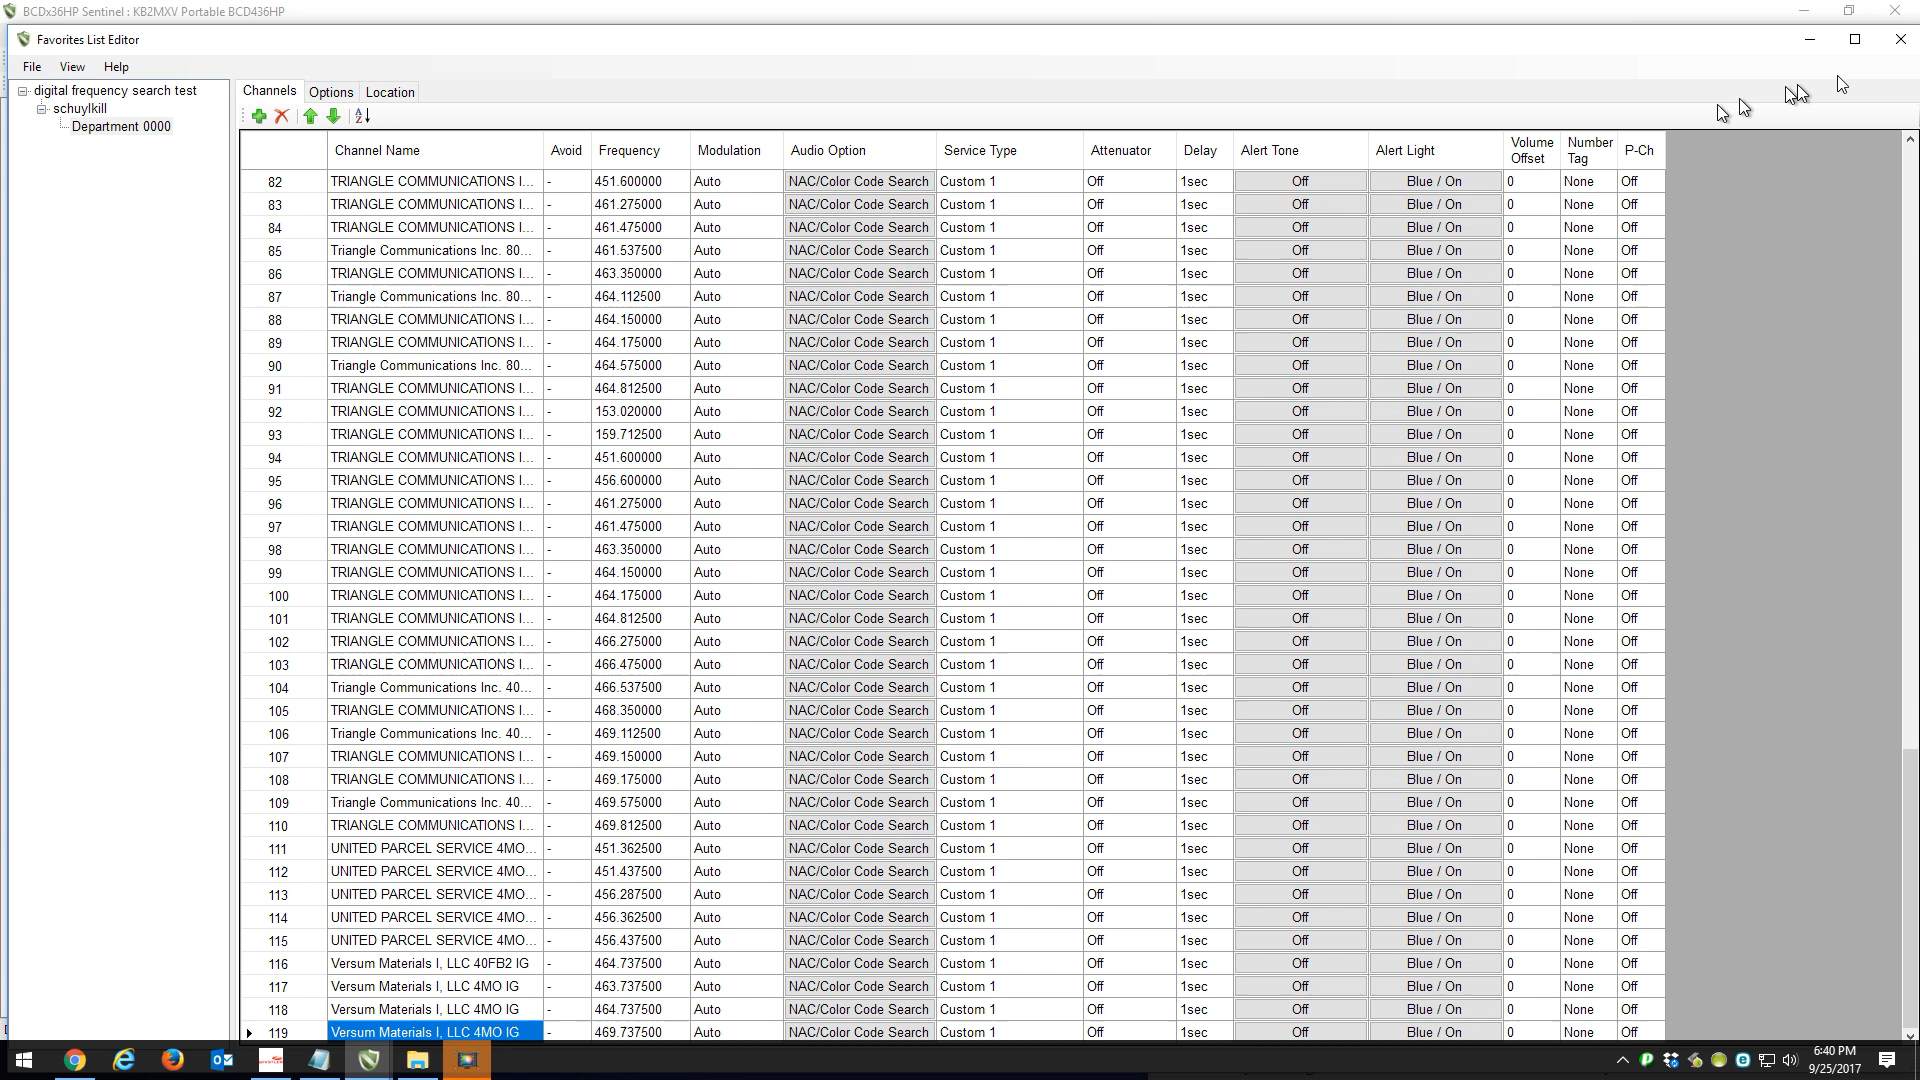 BCDx36HP Sentinel : KB2MXV Portable BCD436HP
Favorites List Editor
File View Help
digital frequency search test
schuylkill
Department 0000
Channels Options Location
Channel Name Avoid Frequency Modulation Audio Option Service Type Attenuator Delay Alert Tone Alert Light Volume Offset Number Tag P-Ch
82 TRIANGLE COMMUNICATIONS I... - 451.600000 Auto NAC/Color Code Search Custom 1 Off 1sec Off Blue / On 0 None Off
83 TRIANGLE COMMUNICATIONS I... - 461.275000 Auto NAC/Color Code Search Custom 1 Off 1sec Off Blue / On 0 None Off
84 TRIANGLE COMMUNICATIONS I... - 461.475000 Auto NAC/Color Code Search Custom 1 Off 1sec Off Blue / On 0 None Off
85 Triangle Communications Inc. 80... - 461.537500 Auto NAC/Color Code Search Custom 1 Off 1sec Off Blue / On 0 None Off
86 TRIANGLE COMMUNICATIONS I... - 463.350000 Auto NAC/Color Code Search Custom 1 Off 1sec Off Blue / On 0 None Off
87 Triangle Communications Inc. 80... - 464.112500 Auto NAC/Color Code Search Custom 1 Off 1sec Off Blue / On 0 None Off
88 TRIANGLE COMMUNICATIONS I... - 464.150000 Auto NAC/Color Code Search Custom 1 Off 1sec Off Blue / On 0 None Off
89 TRIANGLE COMMUNICATIONS I... - 464.175000 Auto NAC/Color Code Search Custom 1 Off 1sec Off Blue / On 0 None Off
90 Triangle Communications Inc. 80... - 464.575000 Auto NAC/Color Code Search Custom 1 Off 1sec Off Blue / On 0 None Off
91 TRIANGLE COMMUNICATIONS I... - 464.812500 Auto NAC/Color Code Search Custom 1 Off 1sec Off Blue / On 0 None Off
92 TRIANGLE COMMUNICATIONS I... - 153.020000 Auto NAC/Color Code Search Custom 1 Off 1sec Off Blue / On 0 None Off
93 TRIANGLE COMMUNICATIONS I... - 159.712500 Auto NAC/Color Code Search Custom 1 Off 1sec Off Blue / On 0 None Off
94 TRIANGLE COMMUNICATIONS I... - 451.600000 Auto NAC/Color Code Search Custom 1 Off 1sec Off Blue / On 0 None Off
95 TRIANGLE COMMUNICATIONS I... - 456.600000 Auto NAC/Color Code Search Custom 1 Off 1sec Off Blue / On 0 None Off
96 TRIANGLE COMMUNICATIONS I... - 461.275000 Auto NAC/Color Code Search Custom 1 Off 1sec Off Blue / On 0 None Off
97 TRIANGLE COMMUNICATIONS I... - 461.475000 Auto NAC/Color Code Search Custom 1 Off 1sec Off Blue / On 0 None Off
98 TRIANGLE COMMUNICATIONS I... - 463.350000 Auto NAC/Color Code Search Custom 1 Off 1sec Off Blue / On 0 None Off
99 TRIANGLE COMMUNICATIONS I... - 464.150000 Auto NAC/Color Code Search Custom 1 Off 1sec Off Blue / On 0 None Off
100 TRIANGLE COMMUNICATIONS I... - 464.175000 Auto NAC/Color Code Search Custom 1 Off 1sec Off Blue / On 0 None Off
101 TRIANGLE COMMUNICATIONS I... - 464.812500 Auto NAC/Color Code Search Custom 1 Off 1sec Off Blue / On 0 None Off
102 TRIANGLE COMMUNICATIONS I... - 466.275000 Auto NAC/Color Code Search Custom 1 Off 1sec Off Blue / On 0 None Off
103 TRIANGLE COMMUNICATIONS I... - 466.475000 Auto NAC/Color Code Search Custom 1 Off 1sec Off Blue / On 0 None Off
104 Triangle Communications Inc. 40... - 466.537500 Auto NAC/Color Code Search Custom 1 Off 1sec Off Blue / On 0 None Off
105 TRIANGLE COMMUNICATIONS I... - 468.350000 Auto NAC/Color Code Search Custom 1 Off 1sec Off Blue / On 0 None Off
106 Triangle Communications Inc. 40... - 469.112500 Auto NAC/Color Code Search Custom 1 Off 1sec Off Blue / On 0 None Off
107 TRIANGLE COMMUNICATIONS I... - 469.150000 Auto NAC/Color Code Search Custom 1 Off 1sec Off Blue / On 0 None Off
108 TRIANGLE COMMUNICATIONS I... - 469.175000 Auto NAC/Color Code Search Custom 1 Off 1sec Off Blue / On 0 None Off
109 Triangle Communications Inc. 40... - 469.575000 Auto NAC/Color Code Search Custom 1 Off 1sec Off Blue / On 0 None Off
110 TRIANGLE COMMUNICATIONS I... - 469.812500 Auto NAC/Color Code Search Custom 1 Off 1sec Off Blue / On 0 None Off
111 UNITED PARCEL SERVICE 4MO... - 451.362500 Auto NAC/Color Code Search Custom 1 Off 1sec Off Blue / On 0 None Off
112 UNITED PARCEL SERVICE 4MO... - 451.437500 Auto NAC/Color Code Search Custom 1 Off 1sec Off Blue / On 0 None Off
113 UNITED PARCEL SERVICE 4MO... - 456.287500 Auto NAC/Color Code Search Custom 1 Off 1sec Off Blue / On 0 None Off
114 UNITED PARCEL SERVICE 4MO... - 456.362500 Auto NAC/Color Code Search Custom 1 Off 1sec Off Blue / On 0 None Off
115 UNITED PARCEL SERVICE 4MO... - 456.437500 Auto NAC/Color Code Search Custom 1 Off 1sec Off Blue / On 0 None Off
116 Versum Materials I, LLC 40FB2 IG - 464.737500 Auto NAC/Color Code Search Custom 1 Off 1sec Off Blue / On 0 None Off
117 Versum Materials I, LLC 4MO IG - 463.737500 Auto NAC/Color Code Search Custom 1 Off 1sec Off Blue / On 0 None Off
118 Versum Materials I, LLC 4MO IG - 464.737500 Auto NAC/Color Code Search Custom 1 Off 1sec Off Blue / On 0 None Off
119 Versum Materials I, LLC 4MO IG - 469.737500 Auto NAC/Color Code Search Custom 1 Off 1sec Off Blue / On 0 None Off
6:40 PM
9/25/2017